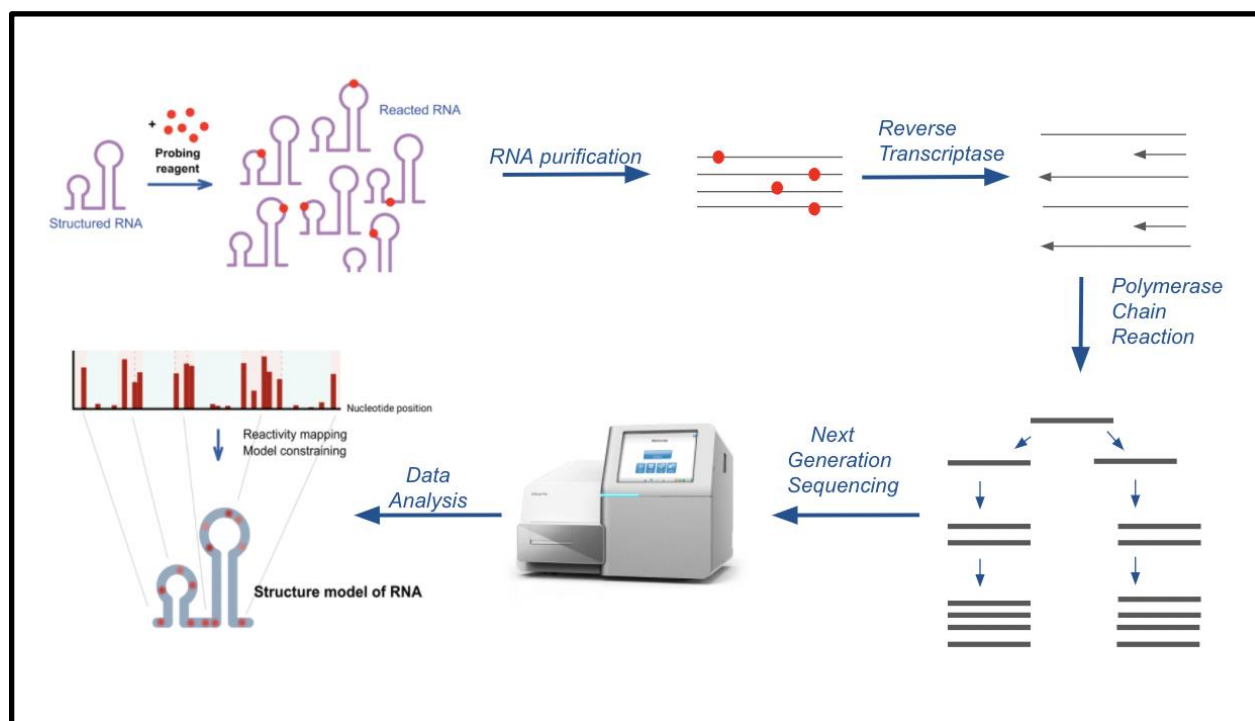 +
Probing
reagent
Structured RNA
Reacted RNA
RNA purification
Reverse
Transcriptase
Polymerase
Chain
Reaction
Next
Generation
Sequencing
Data
Analysis
Nucleotide position
Reactivity mapping
Model constraining
Structure model of RNA